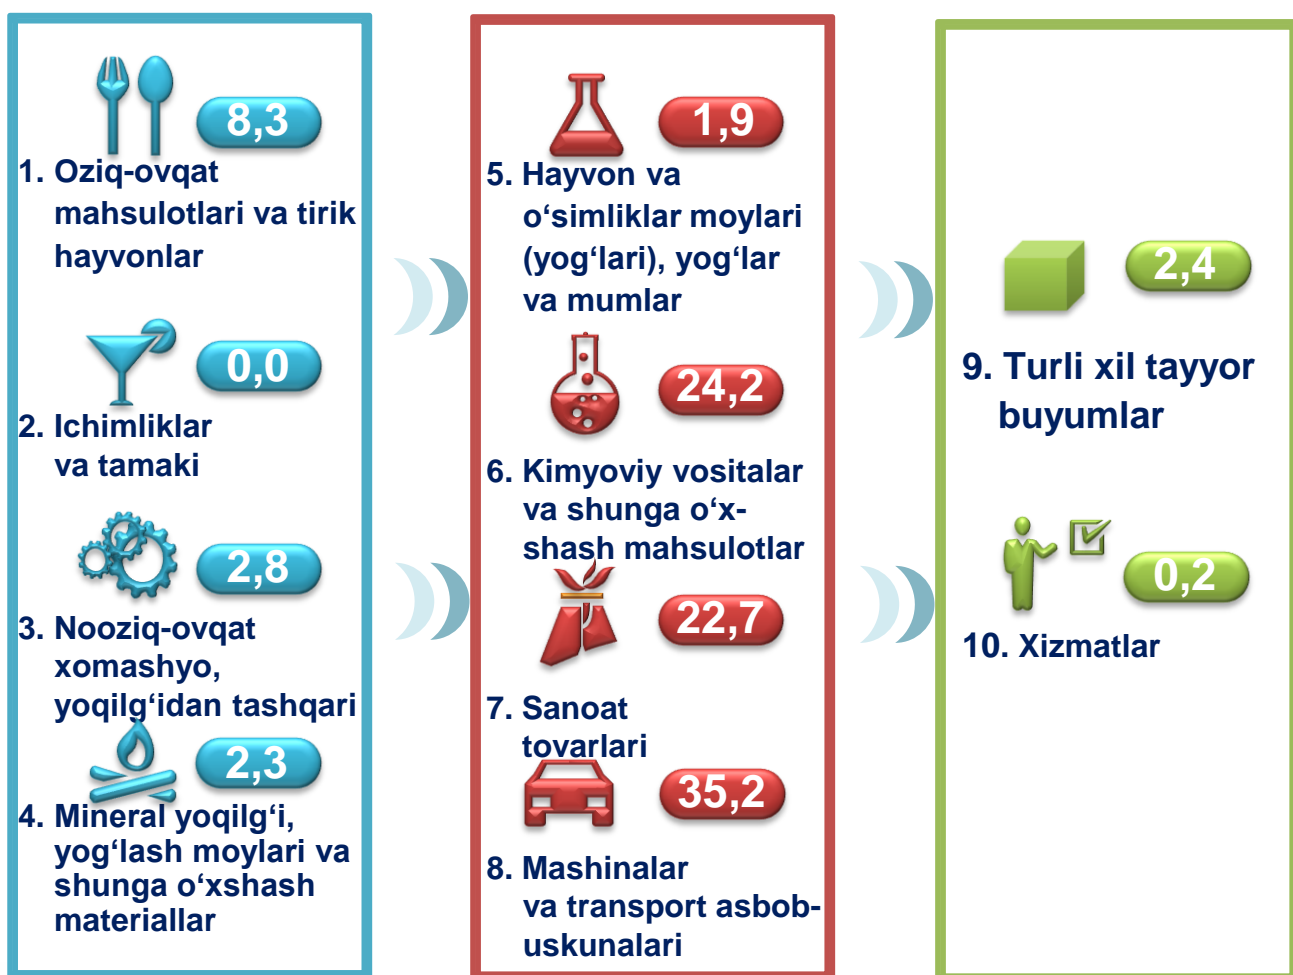 8,3
1. Oziq-ovqat
mahsulotlari va tirik
hayvonlar
0,0
2. Ichimliklar
va tamaki
2,8
3. Nooziq-ovqat
xomashyo,
yoqilg‘idan tashqari
2,3
4. Mineral yoqilg‘i,
yog‘lash moylari va
shunga o‘xshash
materiallar
1,9
5. Hayvon va
o‘simliklar moylari
(yog‘lari), yog‘lar
va mumlar
24,2
6. Kimyoviy vositalar
va shunga o‘x-
shash mahsulotlar
22,7
7. Sanoat
tovarlari
35,2
8. Mashinalar
va transport asbob-
uskunalari
2,4
9. Turli xil tayyor
buyumlar
0,2
10. Xizmatlar